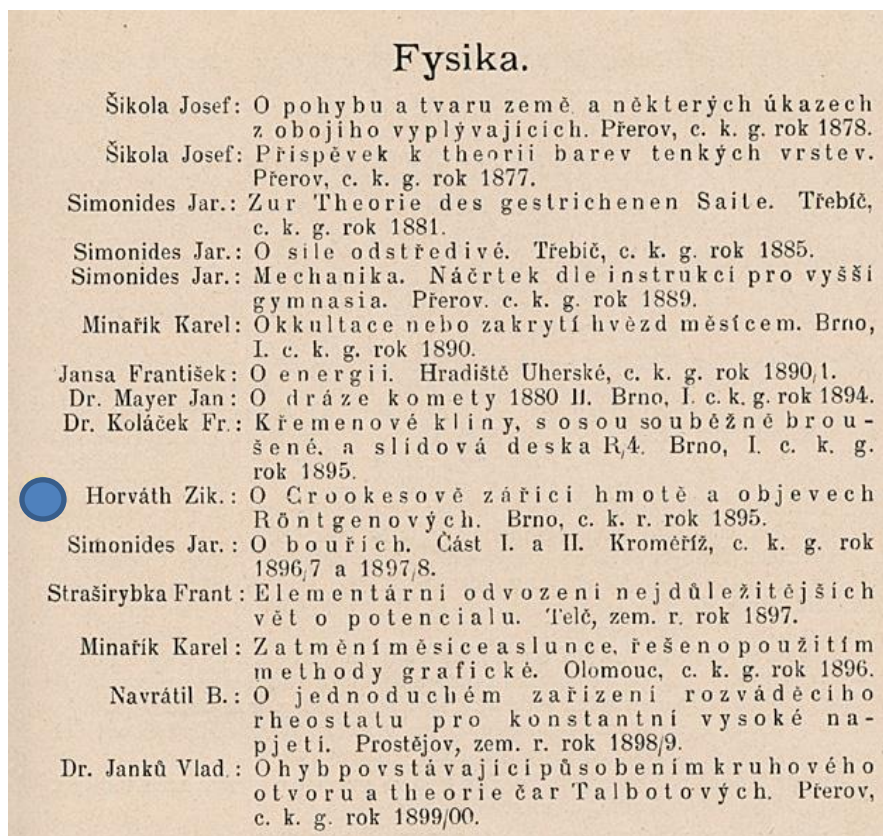 Fysika.
Šikola Josef: O pohybu a tvaru země a některých úkazech
z obojího vyplývajících. Přerov, c. k. g. rok 1878.
Šikola Josef: Příspěvek k theorii barev tenkých vrstev.
Přerov, c. k. g. rok 1877.
Simonides Jar.: Zur Theorie des gestrichenen Saite. Třebíč,
c. k. g. rok 1881.
Simonides Jar.: O síle odstředivé. Třebíč, c. k. g. rok 1885.
Simonides Jar.: Mechanika. Náčrtek dle instrukcí pro vyšší
gymnasia. Přerov. c. k. g. rok 1889.
Minařík Karel: Okkultace nebo zakrytí hvězd měsícem. Brno,
I. c. k. g. rok 1890.
Jansa František: O energii. Hradiště Uherské, c. k. g. rok 1890/1.
Dr. Mayer Jan: O dráze komety 1880 II. Brno, I. c. k. g. rok 1894.
Dr. Koláček Fr.: Křemenové klíny, s osou souběžně brou-
šené, a slídová deska R/4. Brno, I. c. k. g.
rok 1895.
Horváth Zik.: O Crookesově zářící hmotě a objevech
Röntgenových. Brno, c. k. r. rok 1895.
Simonides Jar.: O bouřích. Část I. a II. Kroměříž, c. k. g. rok
1896/7 a 1897/8.
Straširybka Frant: Elementární odvození nejdůležitějších
vět o potencialu. Telč, zem. r. rok 1897.
Minařík Karel: Zatmění měsíce a slunce, řešeno použitím
methody grafické. Olomouc, c. k. g. rok 1896.
Navrátil B.: O jednoduchém zařízení rozváděcího
rheostatu pro konstantní vysoké na-
pjetí. Prostějov, zem. r. rok 1898/9.
Dr. Janků Vlad.: Ohyb povstávající působením kruhového
otvoru a theorie čar Talbotových. Přerov,
c. k. g. rok 1899/00.